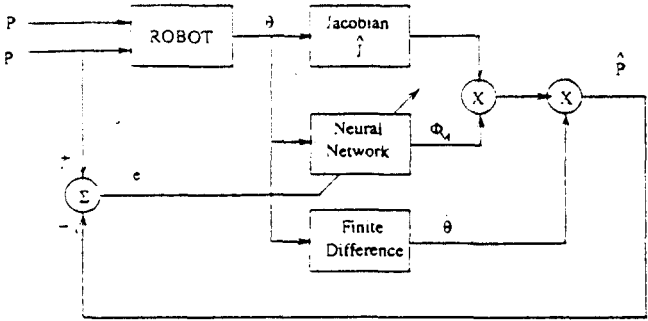 P
P
ROBOT
θ
Jacobian
Ĵ
X
X
P̂
Neural
Network
Φ
+
Σ
-
e
Finite
Difference
θ